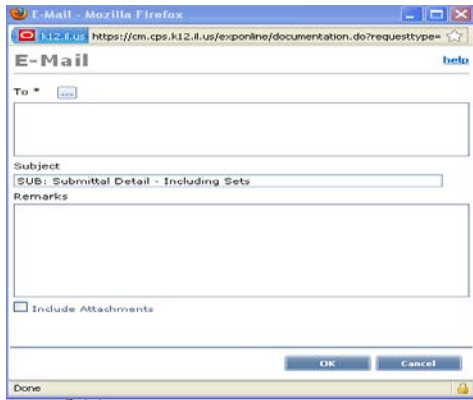 E-Mail - Mozilla Firefox
k12.il.us https://cm.cps.k12.il.us/exponline/documentation.do?requesttype=
E-Mail help
To * ...
Subject
SUB: Submittal Detail - Including Sets
Remarks
Include Attachments
OK Cancel
Done